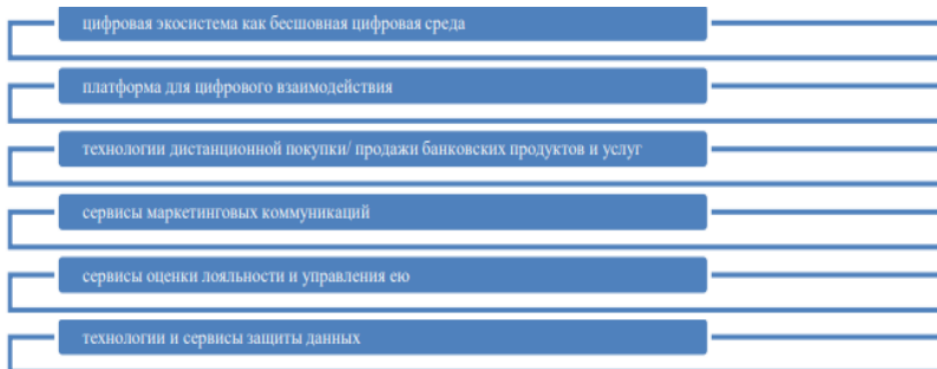 цифровая экосистема как бесшовная цифровая среда
платформа для цифрового взаимодействия
технологии дистанционной покупки/ продажи банковских продуктов и услуг
сервисы маркетинговых коммуникаций
сервисы оценки лояльности и управления ею
технологии и сервисы защиты данных